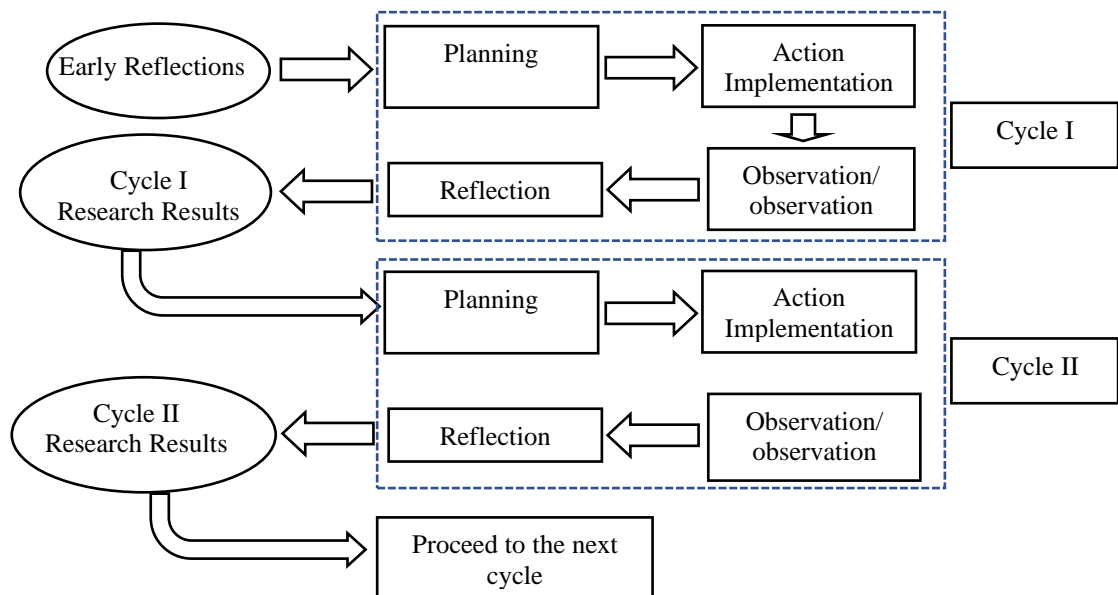 Early Reflections
Planning
Action
Implementation
Cycle I
Cycle I
Research Results
Reflection
Observation/
observation
Planning
Action
Implementation
Cycle II
Cycle II
Research Results
Reflection
Observation/
observation
Proceed to the next
cycle